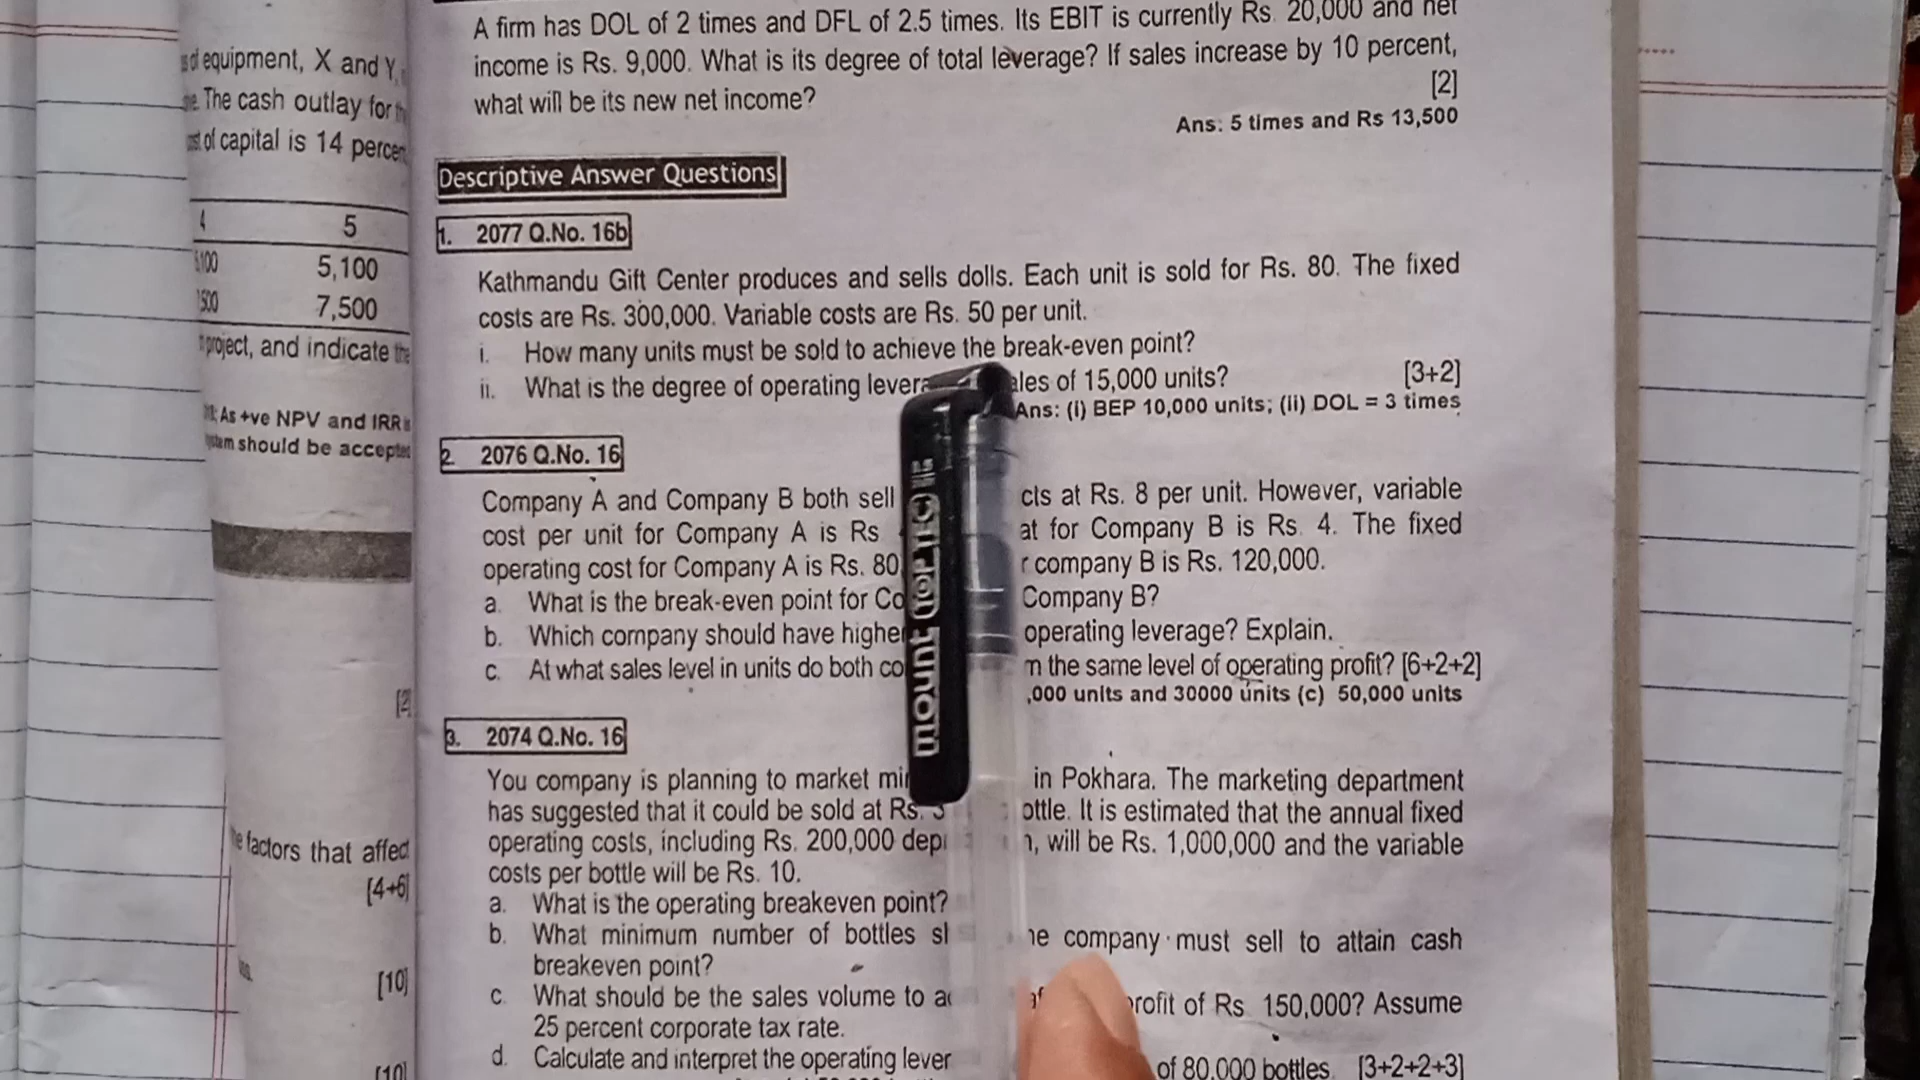 A firm has DOL of 2 times and DFL of 2.5 times. Its EBIT is currently Rs. 20,000 and net
income is Rs. 9,000. What is its degree of total leverage? If sales increase by 10 percent,
what will be its new net income?
[2]
Ans: 5 times and Rs 13,500
Descriptive Answer Questions
1. 2077 Q.No. 16b
Kathmandu Gift Center produces and sells dolls. Each unit is sold for Rs. 80. The fixed
costs are Rs. 300,000. Variable costs are Rs. 50 per unit.
i. How many units must be sold to achieve the break-even point?
ii. What is the degree of operating of 15,000 units? [3+2]
Ans: (i) BEP 10,000 units; (ii) DOL = 3 times
2. 2076 Q.No. 16
Company A and Company B both sell at Rs. 8 per unit. However, variable
cost per unit for Company A is Rs for Company B is Rs. 4. The fixed
operating cost for Company A is Rs. 80 company B is Rs. 120,000.
a. What is the break-even point for Company B?
b. Which company should have operating leverage? Explain.
c. At what sales level in units do both the same level of operating profit? [6+2+2]
,000 units and 30000 units (c) 50,000 units
3. 2074 Q.No. 16
You company is planning to market in Pokhara. The marketing department
has suggested that it could be sold at Rs. It is estimated that the annual fixed
operating costs, including Rs. 200,000 will be Rs. 1,000,000 and the variable
costs per bottle will be Rs. 10.
a. What is the operating breakeven point?
b. What minimum number of bottles company must sell to attain cash
breakeven point?
c. What should be the sales volume to of Rs 150,000? Assume
25 percent corporate tax rate.
d. Calculate and interpret the operating of 80,000 bottles. [3+2+2+3]
equipment, X and Y,
The cash outlay for
of capital is 14
4 5
5,100
7,500
project, and indicate the
As +ve NPV and IRR
should be accepted
[2]
factors that affect
[4+6]
[10]
[10]
mount